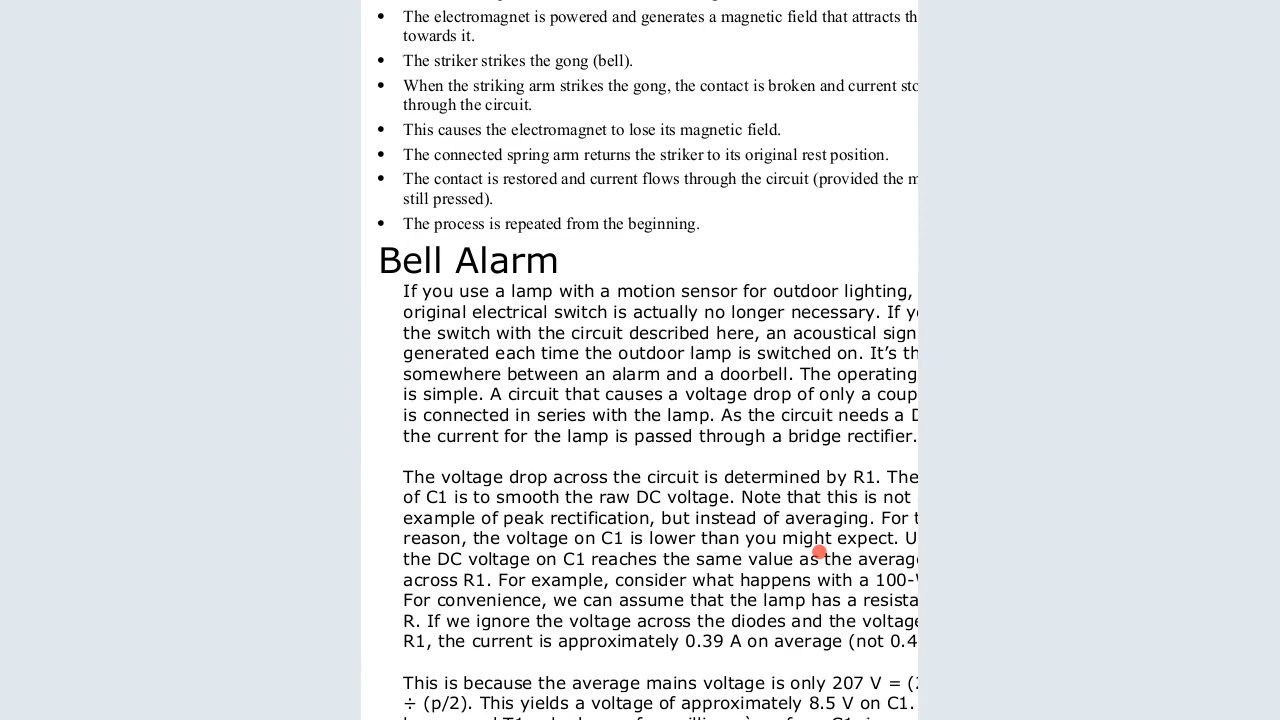 • The electromagnet is powered and generates a magnetic field that attracts
towards it.
• The striker strikes the gong (bell).
• When the striking arm strikes the gong, the contact is broken and current
through the circuit.
• This causes the electromagnet to lose its magnetic field.
• The connected spring arm returns the striker to its original rest position.
• The contact is restored and current flows through the circuit (provided the
still pressed).
• The process is repeated from the beginning.
Bell Alarm
If you use a lamp with a motion sensor for outdoor lighting,
original electrical switch is actually no longer necessary. If
the switch with the circuit described here, an acoustical
generated each time the outdoor lamp is switched on. It’s
somewhere between an alarm and a doorbell. The operating
is simple. A circuit that causes a voltage drop of only a
is connected in series with the lamp. As the circuit needs a
the current for the lamp is passed through a bridge rectifier.
The voltage drop across the circuit is determined by R1. The
of C1 is to smooth the raw DC voltage. Note that this is not
example of peak rectification, but instead of averaging. For
reason, the voltage on C1 is lower than you might expect.
the DC voltage on C1 reaches the same value as the
across R1. For example, consider what happens with a
For convenience, we can assume that the lamp has a
R. If we ignore the voltage across the diodes and the voltage
R1, the current is approximately 0.39 A on average (not
This is because the average mains voltage is only 207 V =
÷ (p/2). This yields a voltage of approximately 8.5 V on C1.